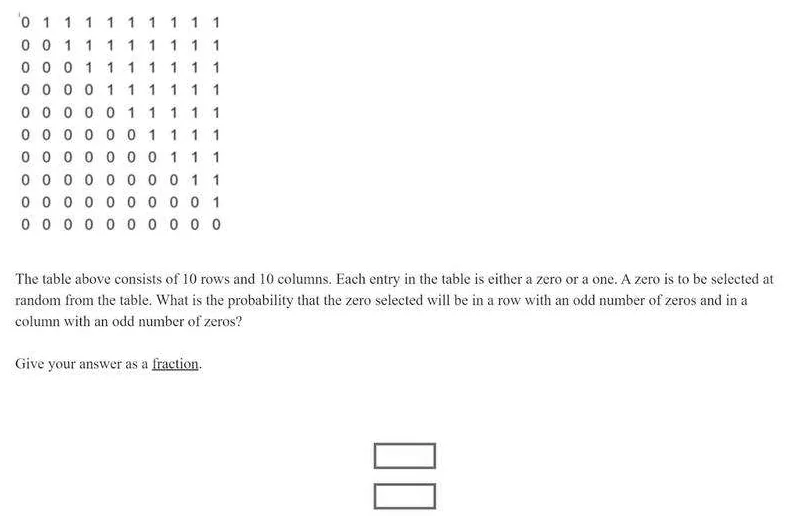 0 1 1 1 1 1 1 1 1 1
0 0 1 1 1 1 1 1 1 1
0 0 0 1 1 1 1 1 1 1
0 0 0 0 1 1 1 1 1 1
0 0 0 0 0 1 1 1 1 1
0 0 0 0 0 0 1 1 1 1
0 0 0 0 0 0 0 1 1 1
0 0 0 0 0 0 0 0 1 1
0 0 0 0 0 0 0 0 0 1
0 0 0 0 0 0 0 0 0 0
The table above consists of 10 rows and 10 columns. Each entry in the table is either a zero or a one. A zero is to be selected at
random from the table. What is the probability that the zero selected will be in a row with an odd number of zeros and in a
column with an odd number of zeros?
Give your answer as a fraction.